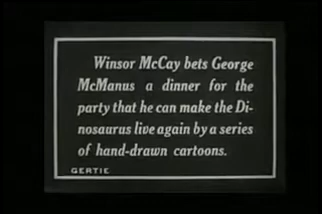 Winsor McCay bets George
McManus a dinner for the
party that he can make the Di-
nosaurus live again by a series
of hand-drawn cartoons.
GERTIE